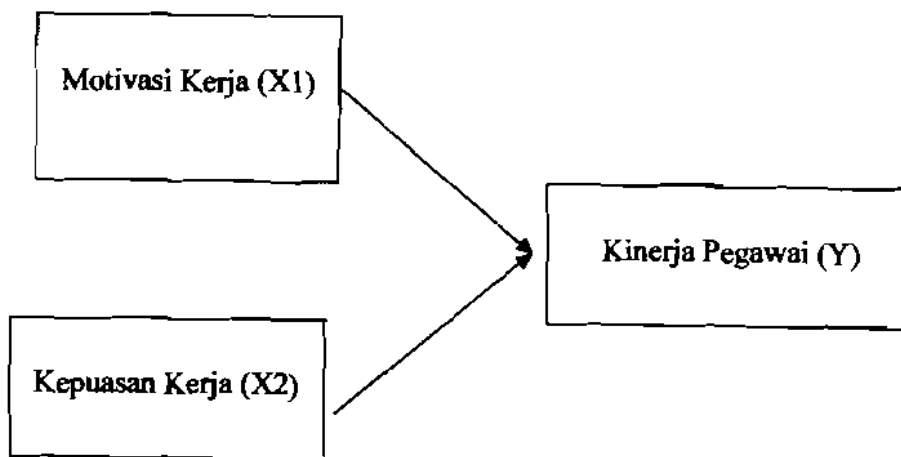 Motivasi Kerja (X1)
Kinerja Pegawai (Y)
Kepuasan Kerja (X2)